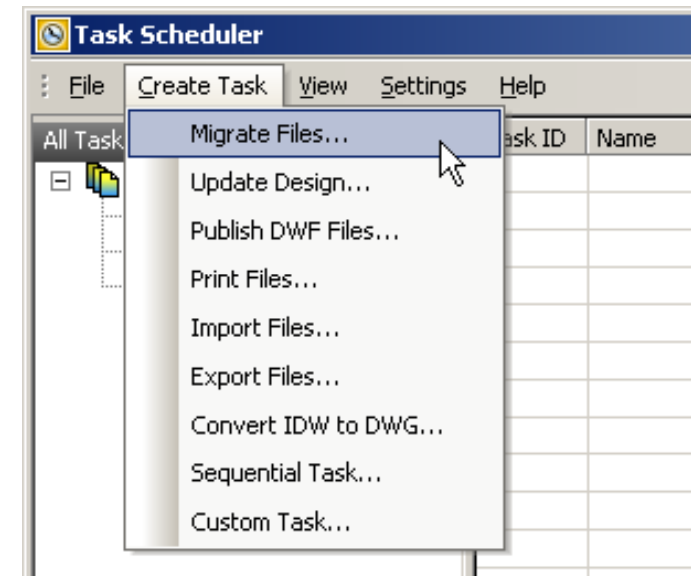 Task Scheduler
File Create Task View Settings Help
All Task
ask ID Name
Migrate Files...
Update Design...
Publish DWF Files...
Print Files...
Import Files...
Export Files...
Convert IDW to DWG...
Sequential Task...
Custom Task...